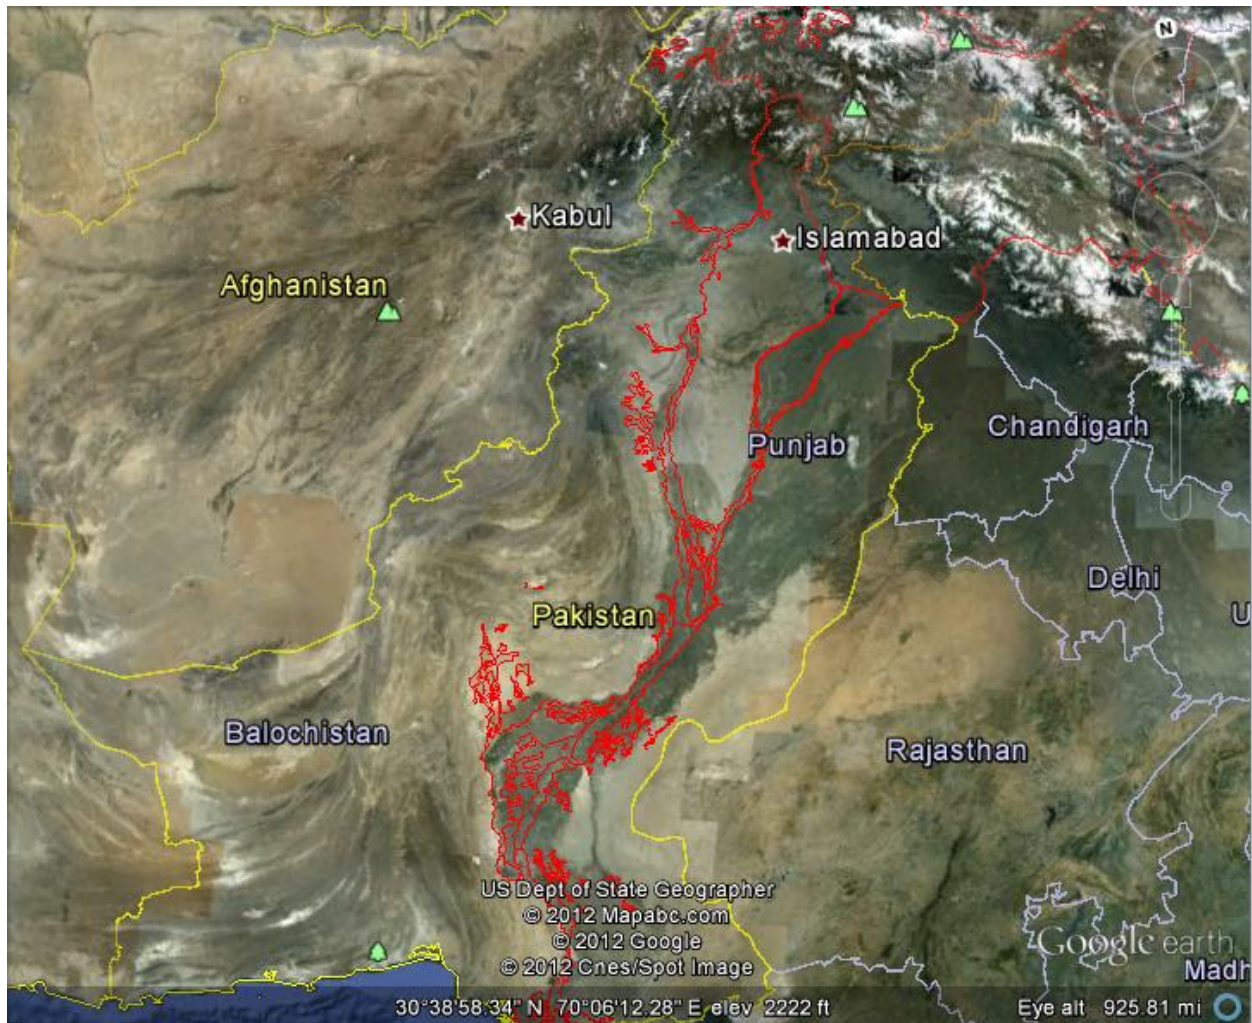 N
Kabul
Islamabad
Afghanistan
Chandigarh
Punjab
Delhi
Pakistan
U
Balochistan
Rajasthan
US Dept of State Geographer
© 2012 Mapabc.com
© 2012 Google
© 2012 Cnes/Spot Image
Google earth
Madh
30°38'58.34" N 70°06'12.28" E elev 2222 ft Eye alt 925.81 mi